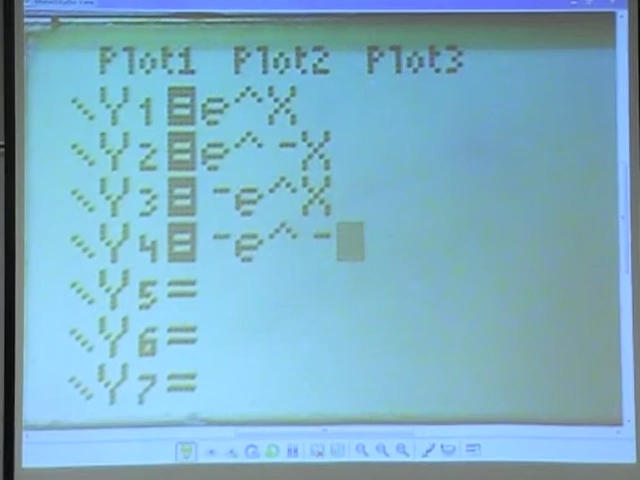 Plot1 Plot2 Plot3
\Y1=e^X
\Y2=e^-X
\Y3=-e^X
\Y4=-e^-
\Y5=
\Y6=
\Y7=